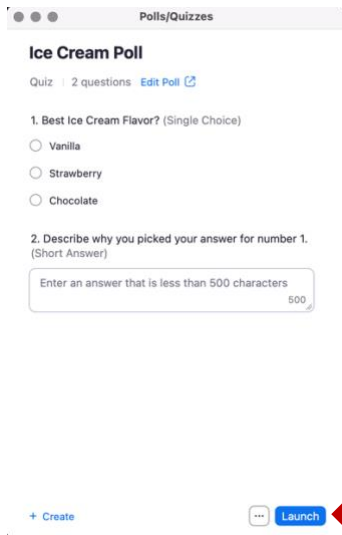 Polls/Quizzes
Ice Cream Poll
Quiz 2 questions Edit Poll
1. Best Ice Cream Flavor? (Single Choice)
Vanilla
Strawberry
Chocolate
2. Describe why you picked your answer for number 1.
(Short Answer)
Enter an answer that is less than 500 characters
500
+ Create ... Launch